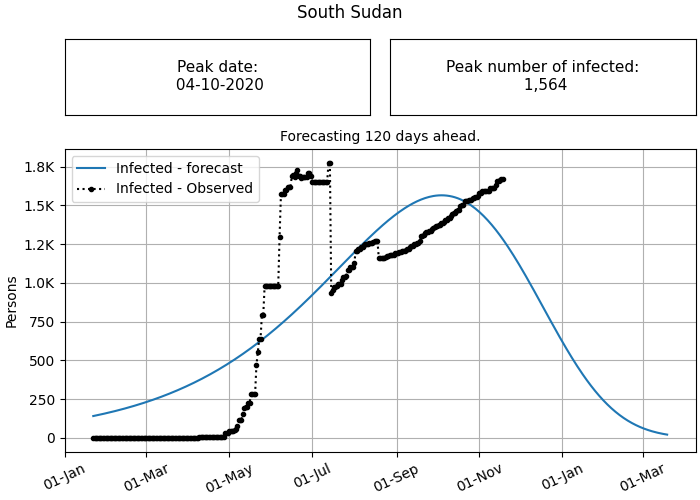 South Sudan
Peak date:
04-10-2020
Peak number of infected:
1,564
Forecasting 120 days ahead.
Infected - forecast
Infected - Observed
Persons
1.8K
1.5K
1.2K
1.0K
750
500
250
0
01-Jan
01-Mar
01-May
01-Jul
01-Sep
01-Nov
01-Jan
01-Mar